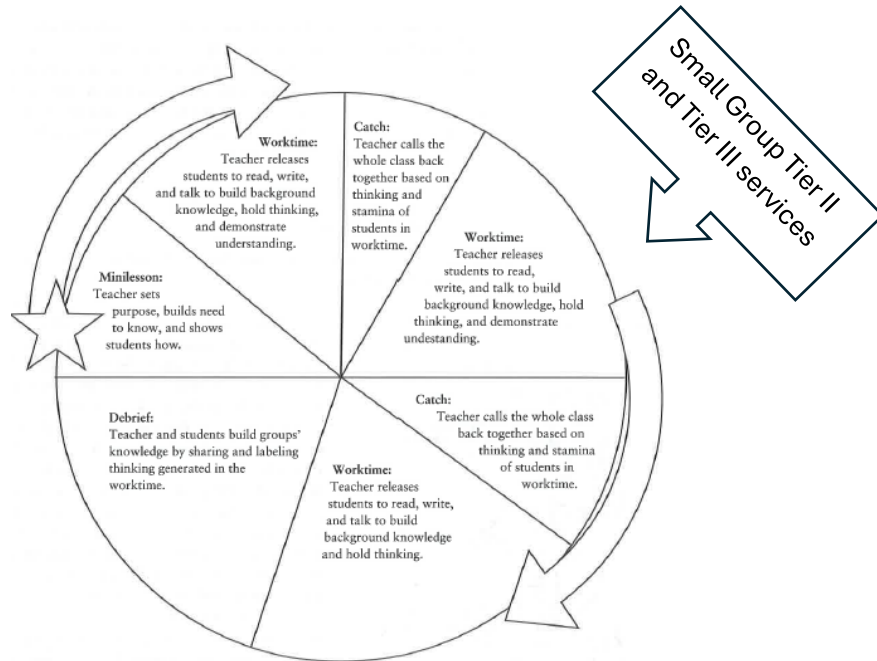 Small Group Tier II
and Tier III services
Minilesson:
Teacher sets
purpose, builds need
to know, and shows
students how.
Worktime:
Teacher releases
students to read, write,
and talk to build background
knowledge, hold thinking,
and demonstrate
understanding.
Catch:
Teacher calls the
whole class back
together based on
thinking and
stamina of
students in
worktime.
Worktime:
Teacher releases
students to read,
write, and talk to build
background knowledge, hold
thinking, and demonstrate
undestanding.
Catch:
Teacher calls the whole class
back together based on
thinking and stamina
of students in
worktime.
Worktime:
Teacher releases
students to read, write,
and talk to build
background knowledge
and hold thinking.
Debrief:
Teacher and students build groups'
knowledge by sharing and labeling
thinking generated in the
worktime.